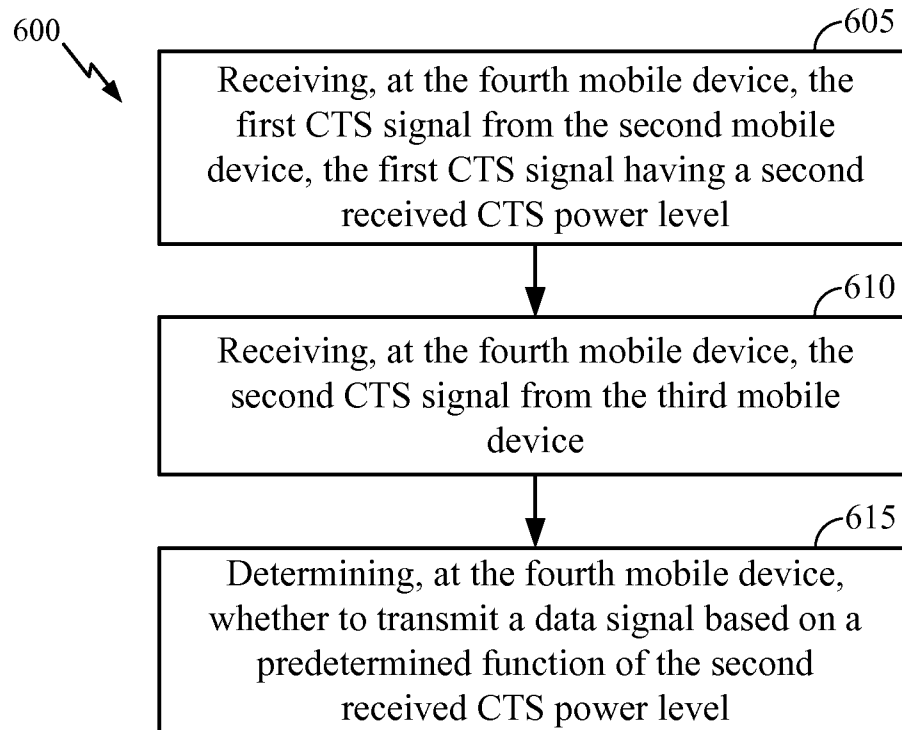 600
605
Receiving, at the fourth mobile device, the
first CTS signal from the second mobile
device, the first CTS signal having a second
received CTS power level
610
Receiving, at the fourth mobile device, the
second CTS signal from the third mobile
device
615
Determining, at the fourth mobile device,
whether to transmit a data signal based on a
predetermined function of the second
received CTS power level